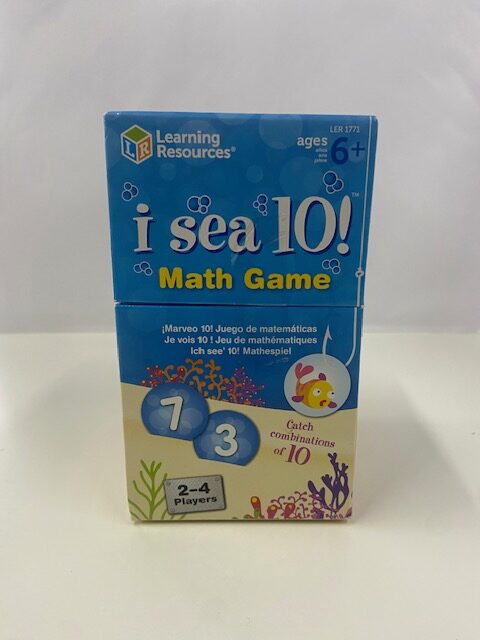 LR Learning
Resources®
LER 1771
ages
6+
i sea 10!™
Math Game
¡Marveo 10! Juego de matemáticas
Je vois 10 ! Jeu de mathématiques
Ich see' 10! Mathespiel
7
3
Catch
combinations
of 10
2–4
Players